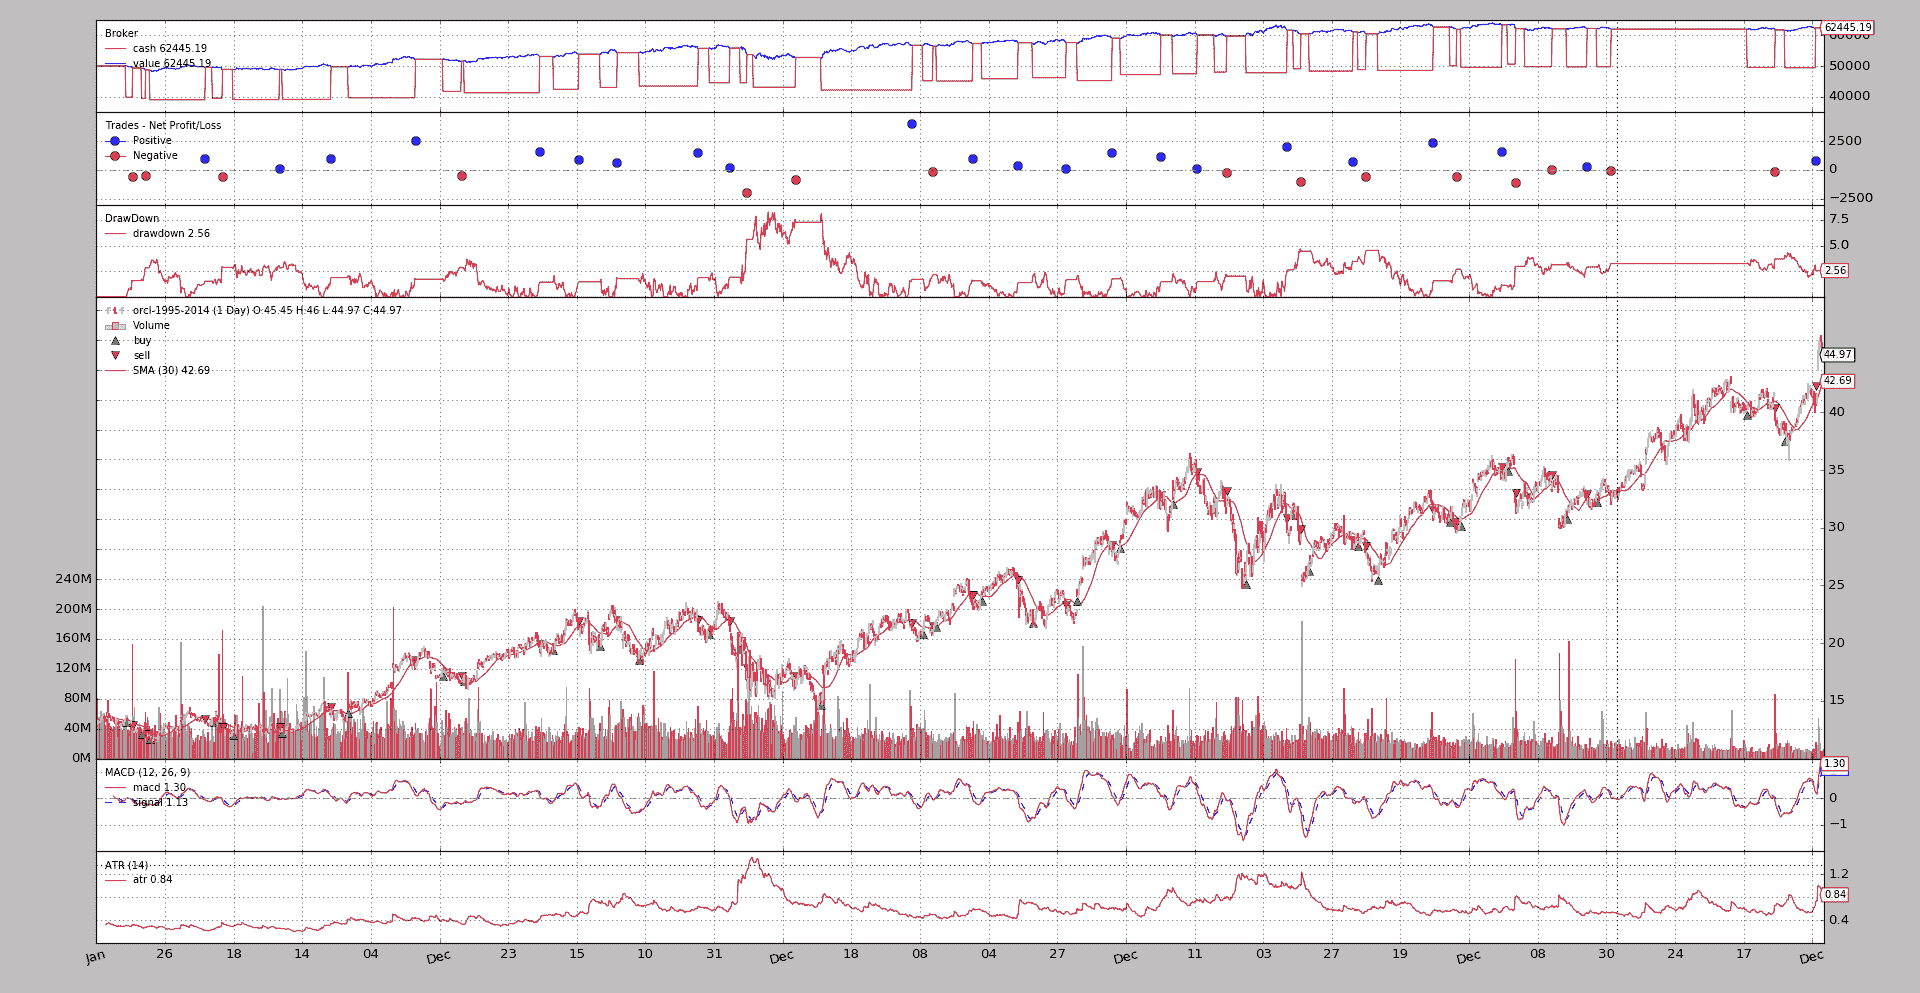 Broker
cash 62445.19
value 62445.19
62445.19
60000
50000
40000
Trades - Net Profit/Loss
Positive
Negative
2500
0
−2500
DrawDown
drawdown 2.56
7.5
5.0
2.56
orcl-1995-2014 (1 Day) O:45.45 H:46 L:44.97 C:44.97
Volume
buy
sell
SMA (30) 42.69
44.97
42.69
40
35
30
25
20
15
240M
200M
160M
120M
80M
40M
0M
MACD (12, 26, 9)
macd 1.30
signal 1.13
1.30
0
−1
ATR (14)
atr 0.84
1.2
0.84
0.4
Jan 26 18 14 04 Dec 23 15 10 31 Dec 18 08 04 27 Dec 11 03 27 19 Dec 08 30 24 17 Dec